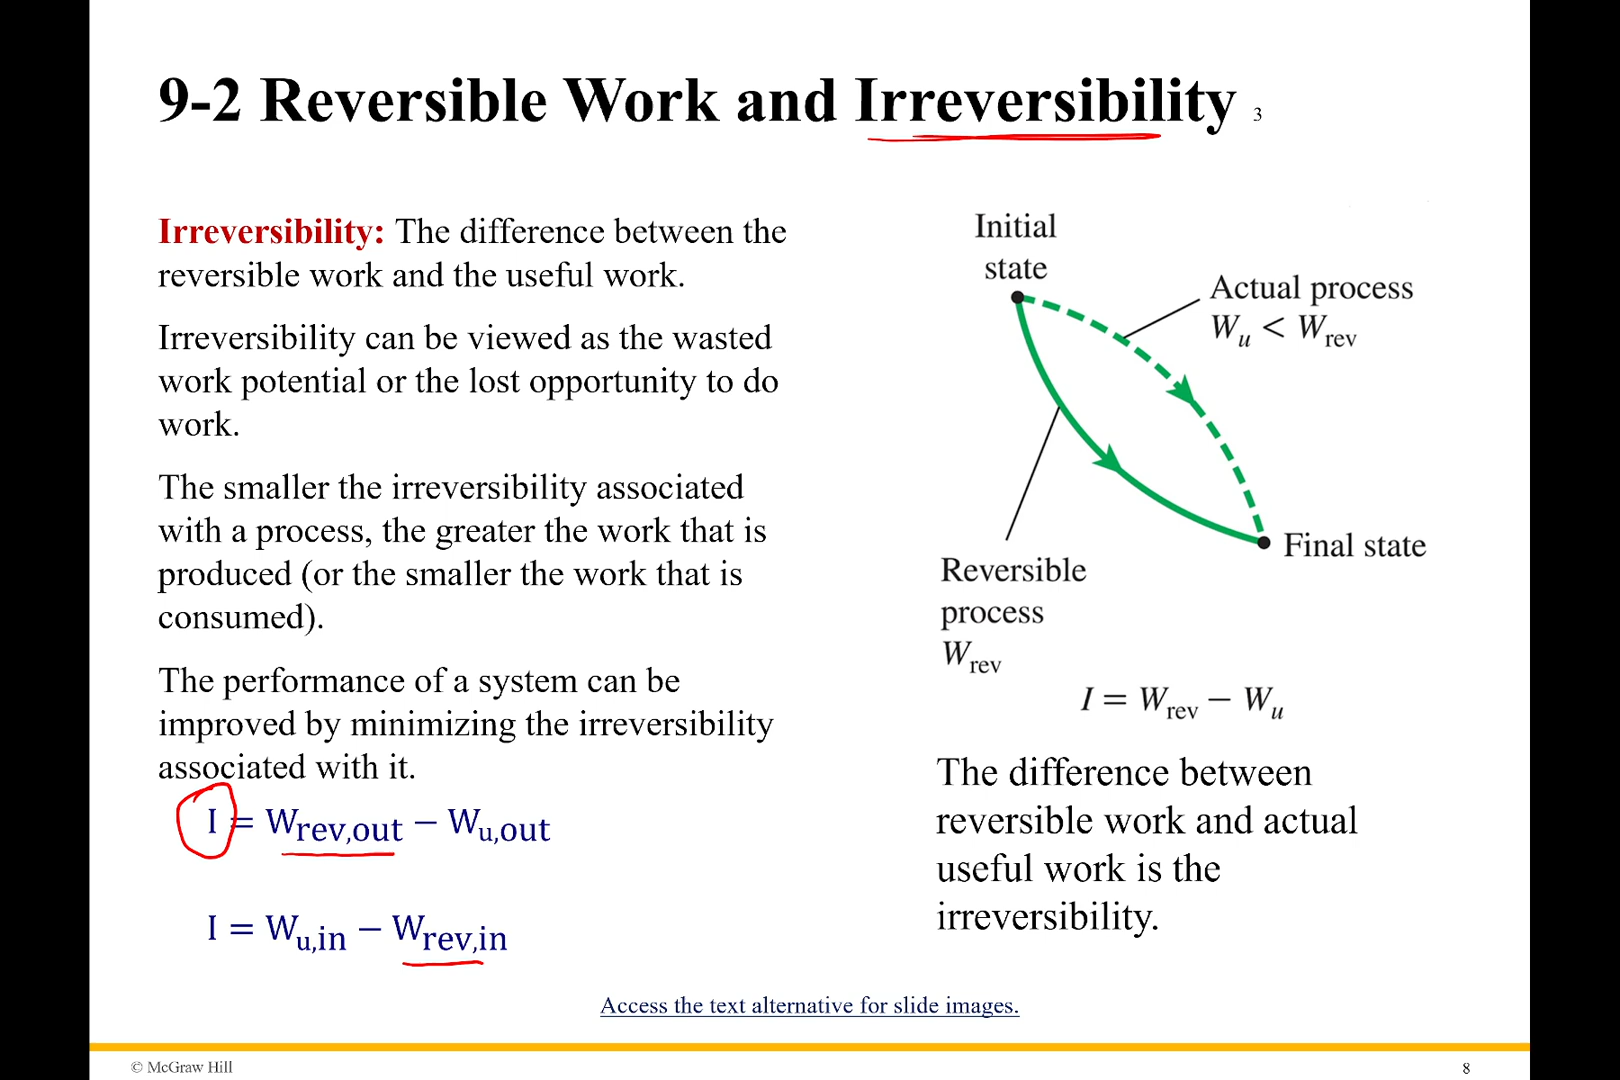 9-2 Reversible Work and Irreversibility 3
Irreversibility: The difference between the
reversible work and the useful work.
Irreversibility can be viewed as the wasted
work potential or the lost opportunity to do
work.
The smaller the irreversibility associated
with a process, the greater the work that is
produced (or the smaller the work that is
consumed).
The performance of a system can be
improved by minimizing the irreversibility
associated with it.
I = W_rev,out − W_u,out
I = W_u,in − W_rev,in
Initial
state
Actual process
W_u < W_rev
Final state
Reversible
process
W_rev
I = W_rev − W_u
The difference between
reversible work and actual
useful work is the
irreversibility.
Access the text alternative for slide images.
© McGraw Hill
8